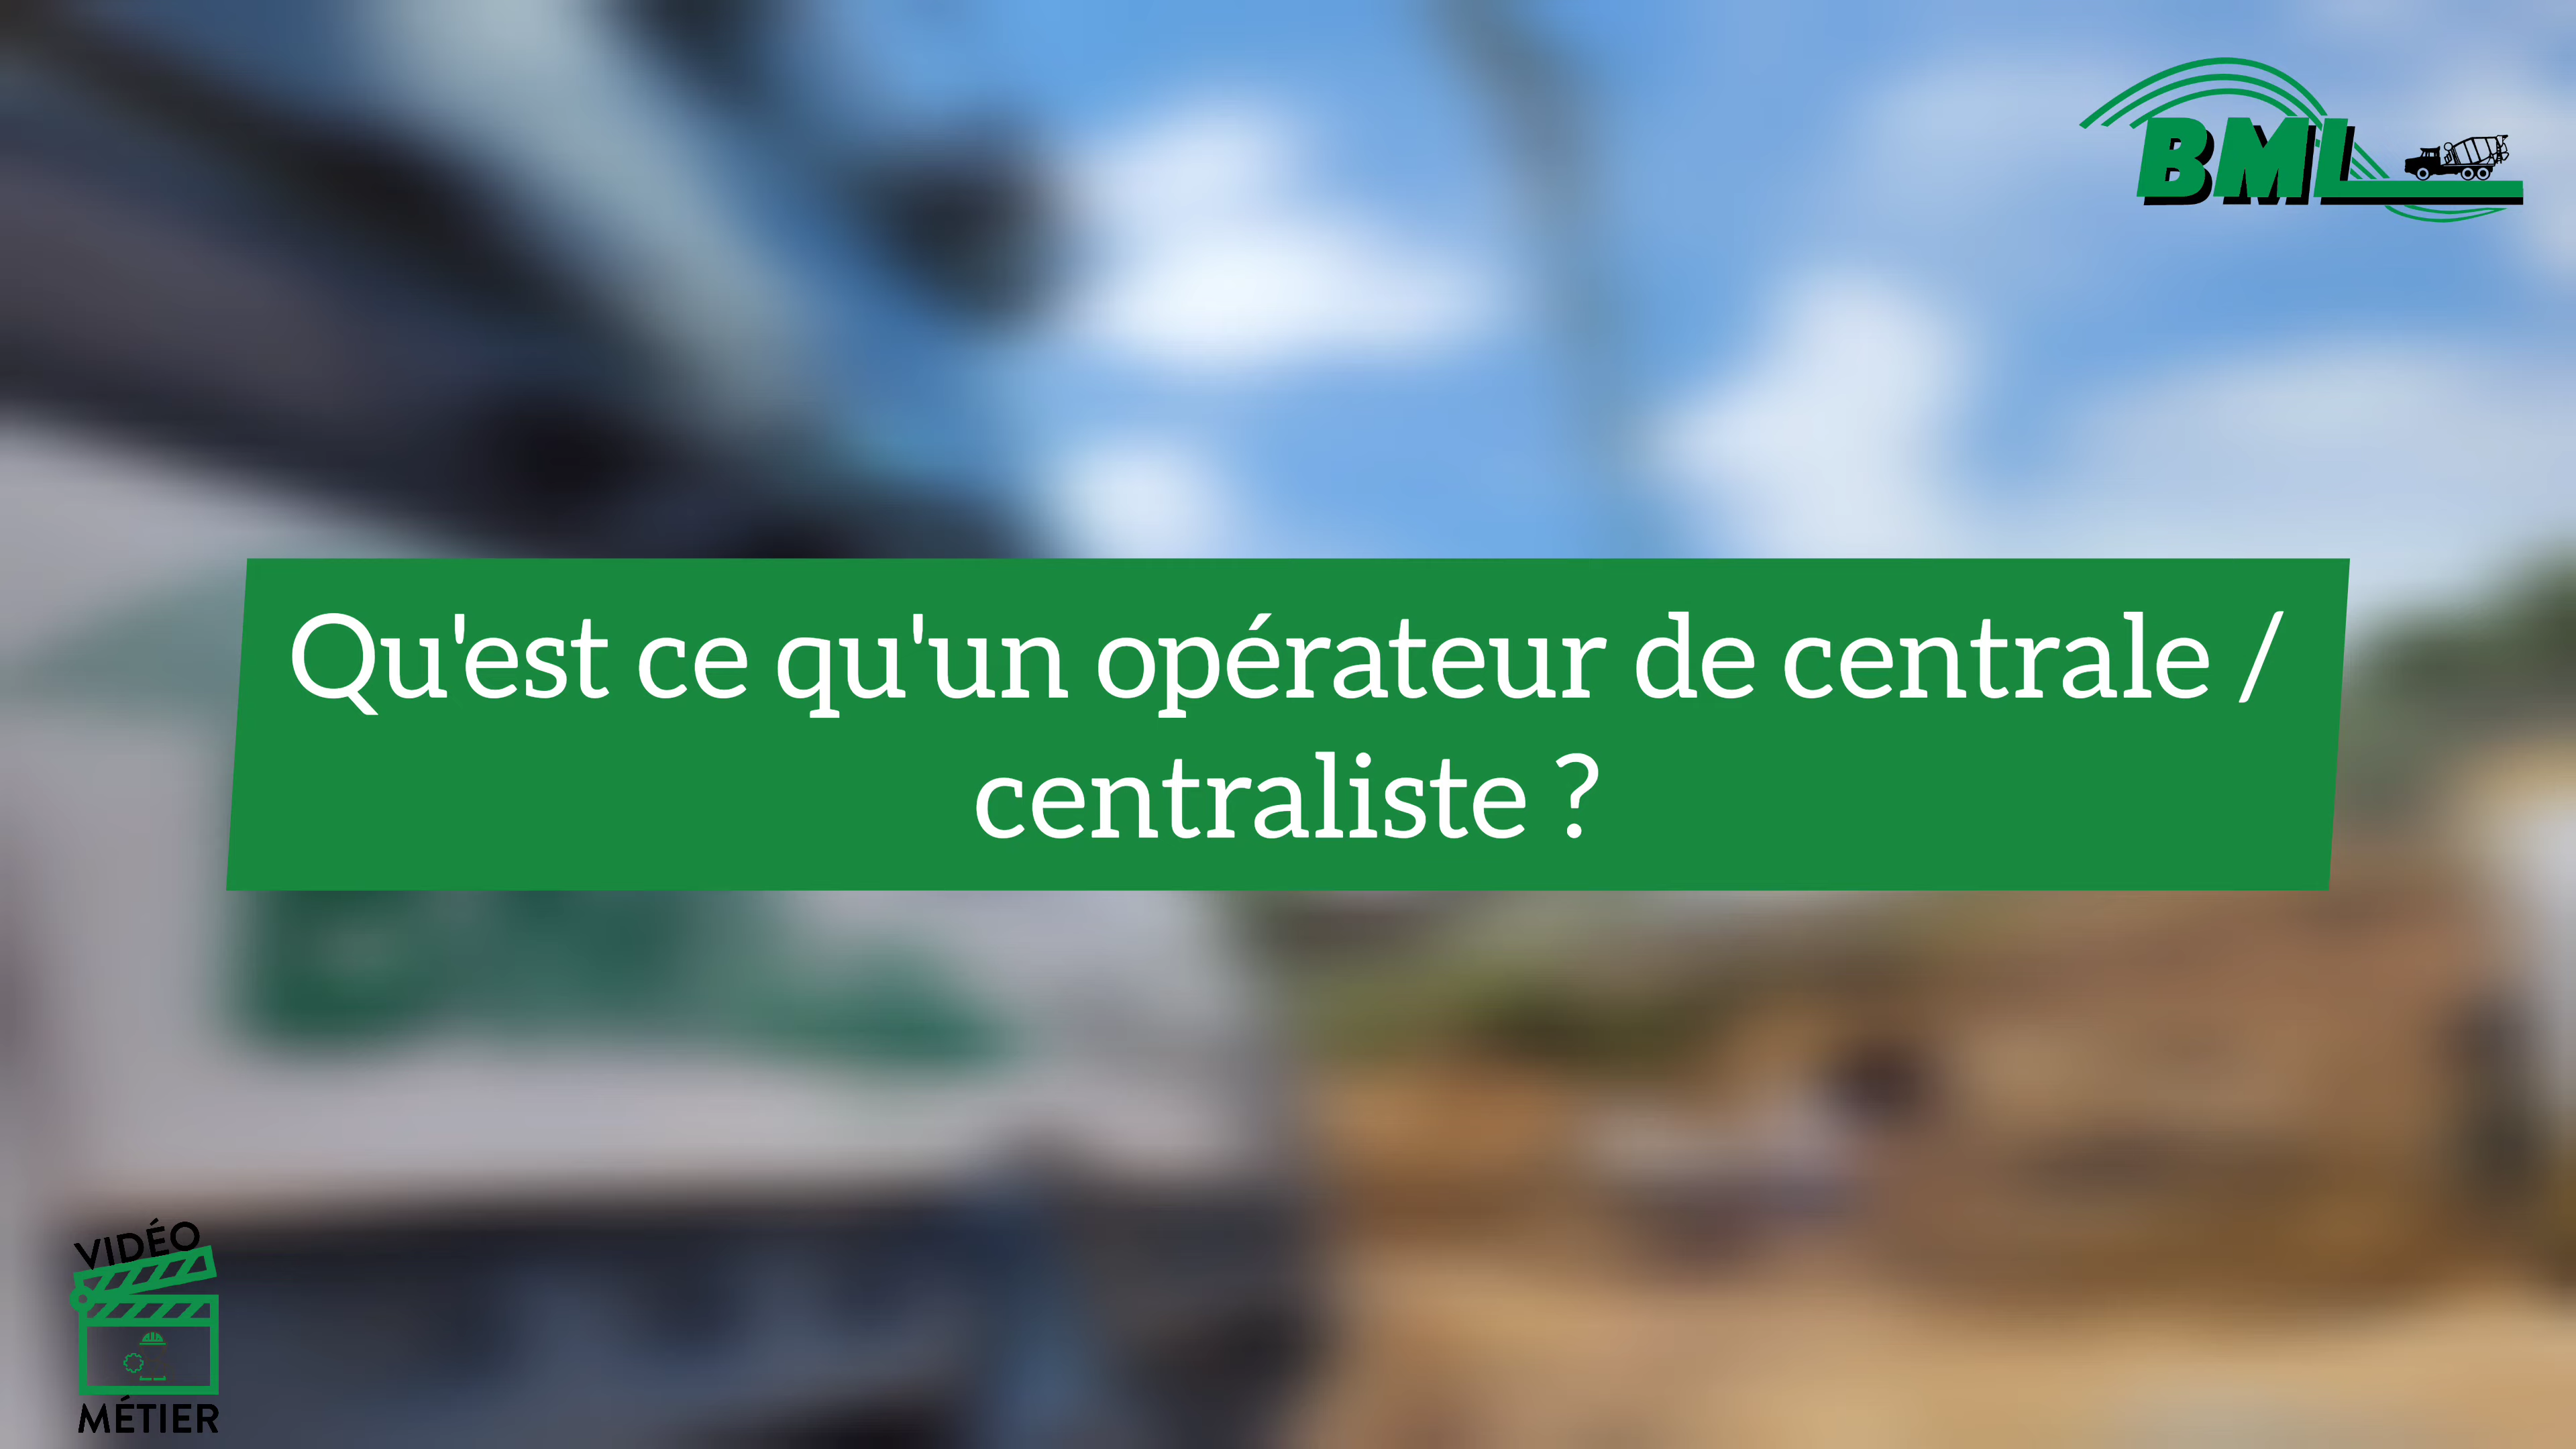 BML
Qu'est ce qu'un opérateur de centrale /
centraliste ?
VIDÉO
MÉTIER